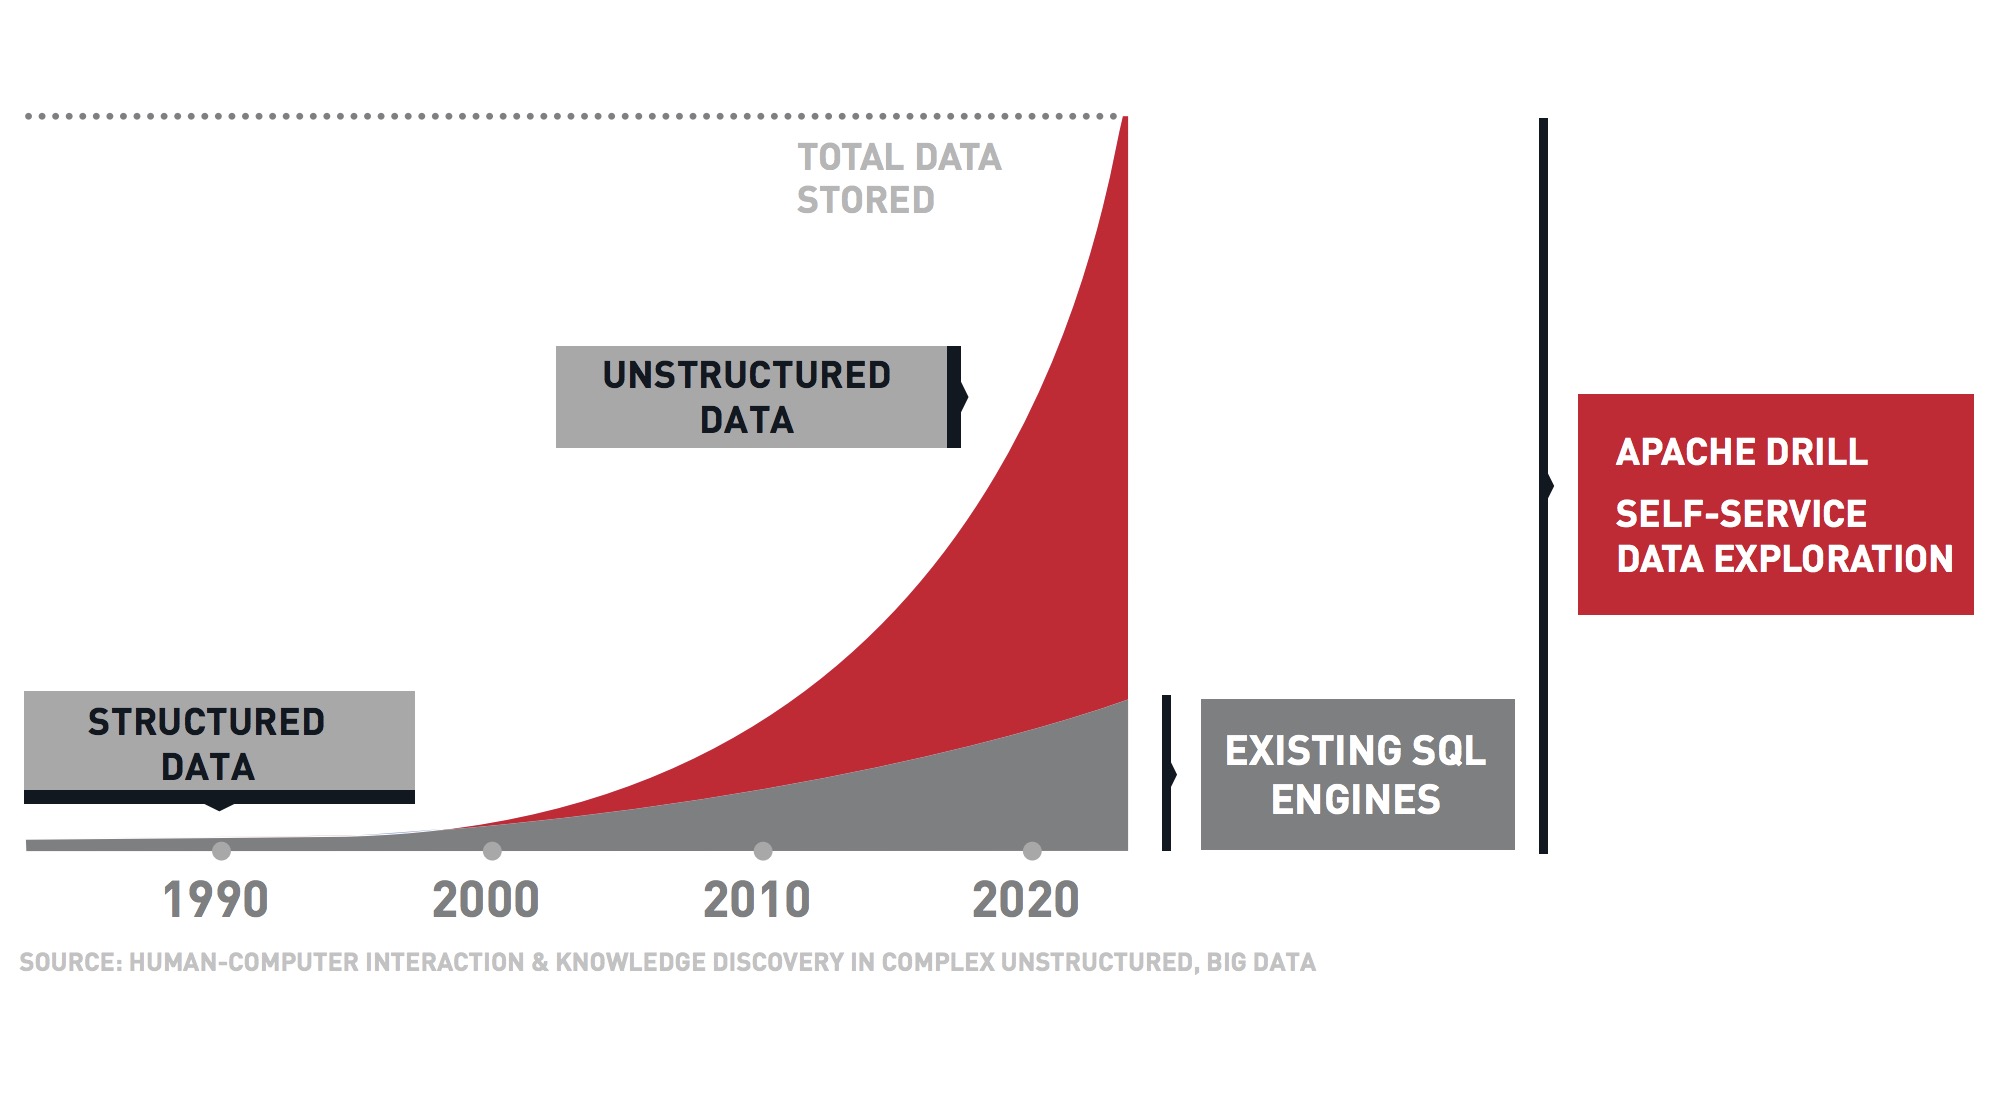 TOTAL DATA
STORED
UNSTRUCTURED
DATA
STRUCTURED
DATA
APACHE DRILL
SELF-SERVICE
DATA EXPLORATION
EXISTING SQL
ENGINES
1990
2000
2010
2020
SOURCE: HUMAN-COMPUTER INTERACTION & KNOWLEDGE DISCOVERY IN COMPLEX UNSTRUCTURED, BIG DATA